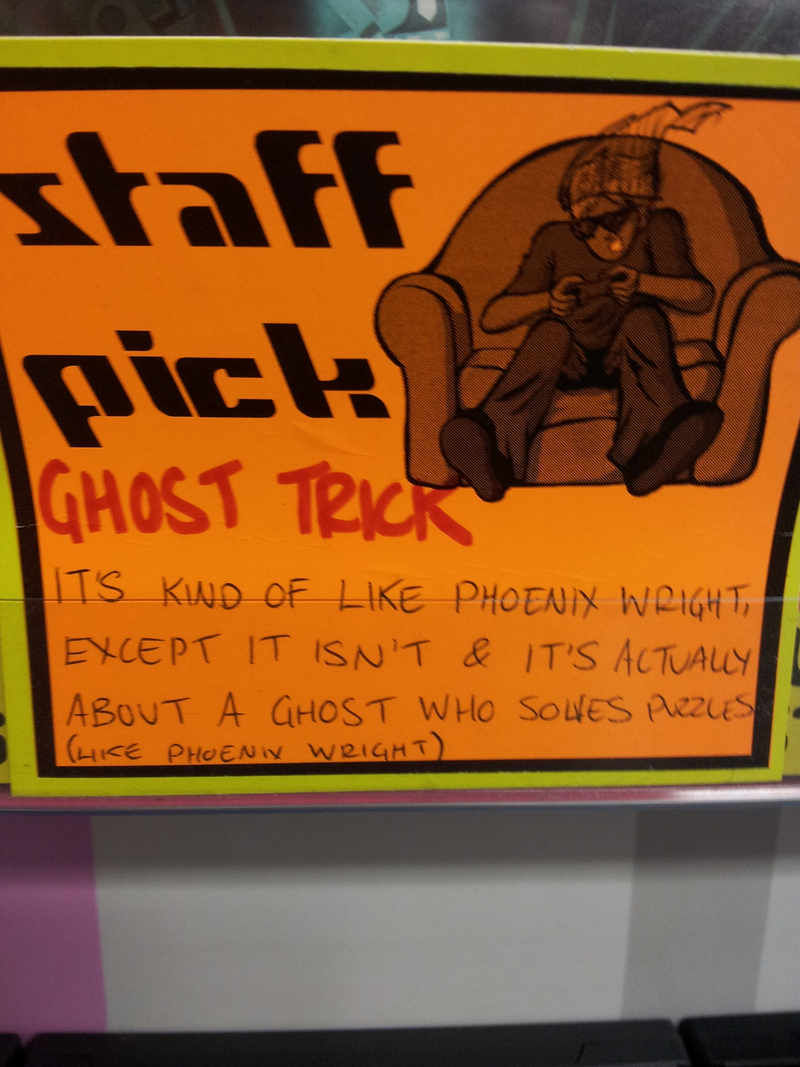 staff
pick
GHOST TRICK
IT'S KIND OF LIKE PHOENIX WRIGHT,
EXCEPT IT ISN'T & IT'S ACTUALLY
ABOUT A GHOST WHO SOLVES PUZZLES
(LIKE PHOENIX WRIGHT)